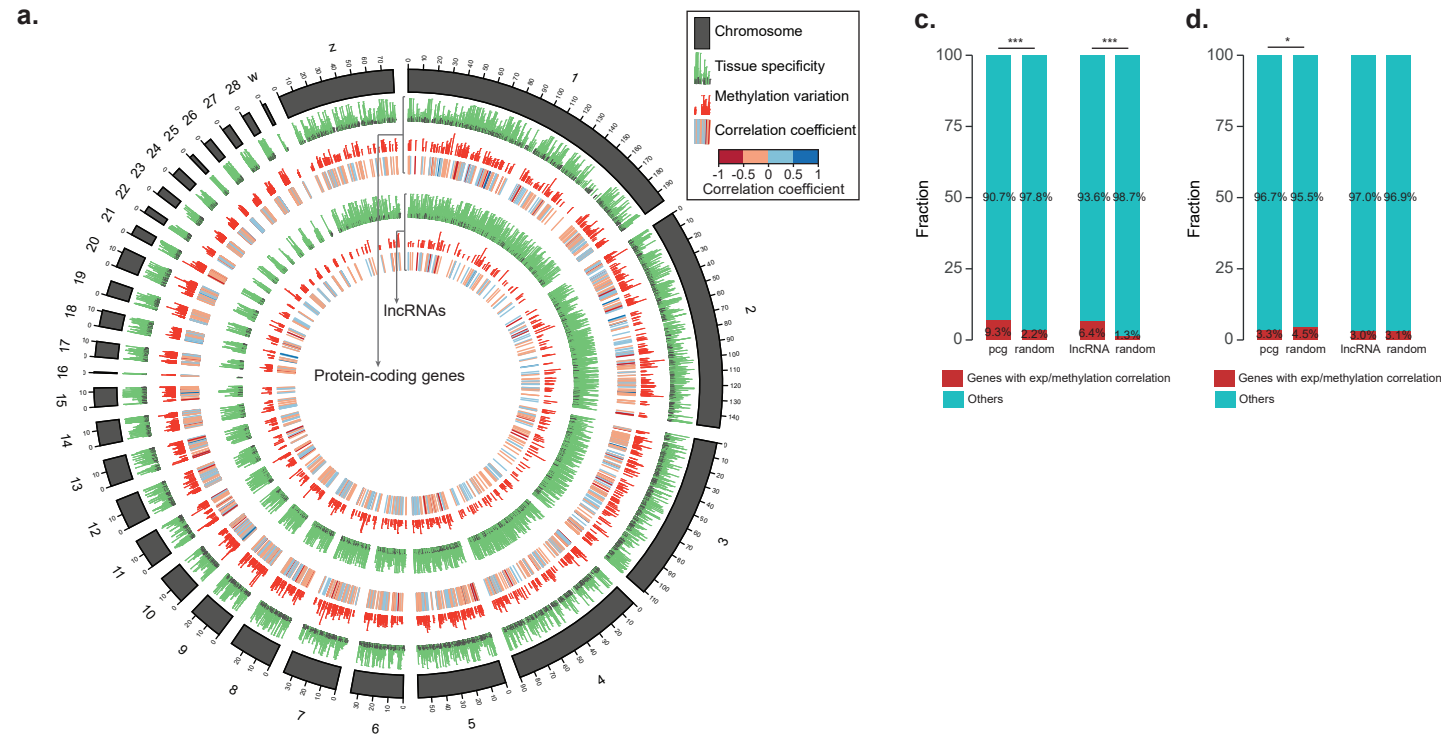 a.
c.
d.
Chromosome
Tissue specificity
Methylation variation
Correlation coefficient
-1 -0.5 0 0.5 1
Correlation coefficient
z
1
2
3
4
5
6
7
8
9
10
11
12
13
14
15
16
17
18
19
20
21
22
23
24
25
26
27
28
w
lncRNAs
Protein-coding genes
Fraction
100
75
50
25
0
***
***
90.7% 97.8% 93.6% 98.7%
9.3% 2.2% 6.4% 1.3%
pcg random lncRNA random
Genes with exp/methylation correlation
Others
Fraction
100
75
50
25
0
*
96.7% 95.5% 97.0% 96.9%
3.3% 4.5% 3.0% 3.1%
pcg random lncRNA random
Genes with exp/methylation correlation
Others